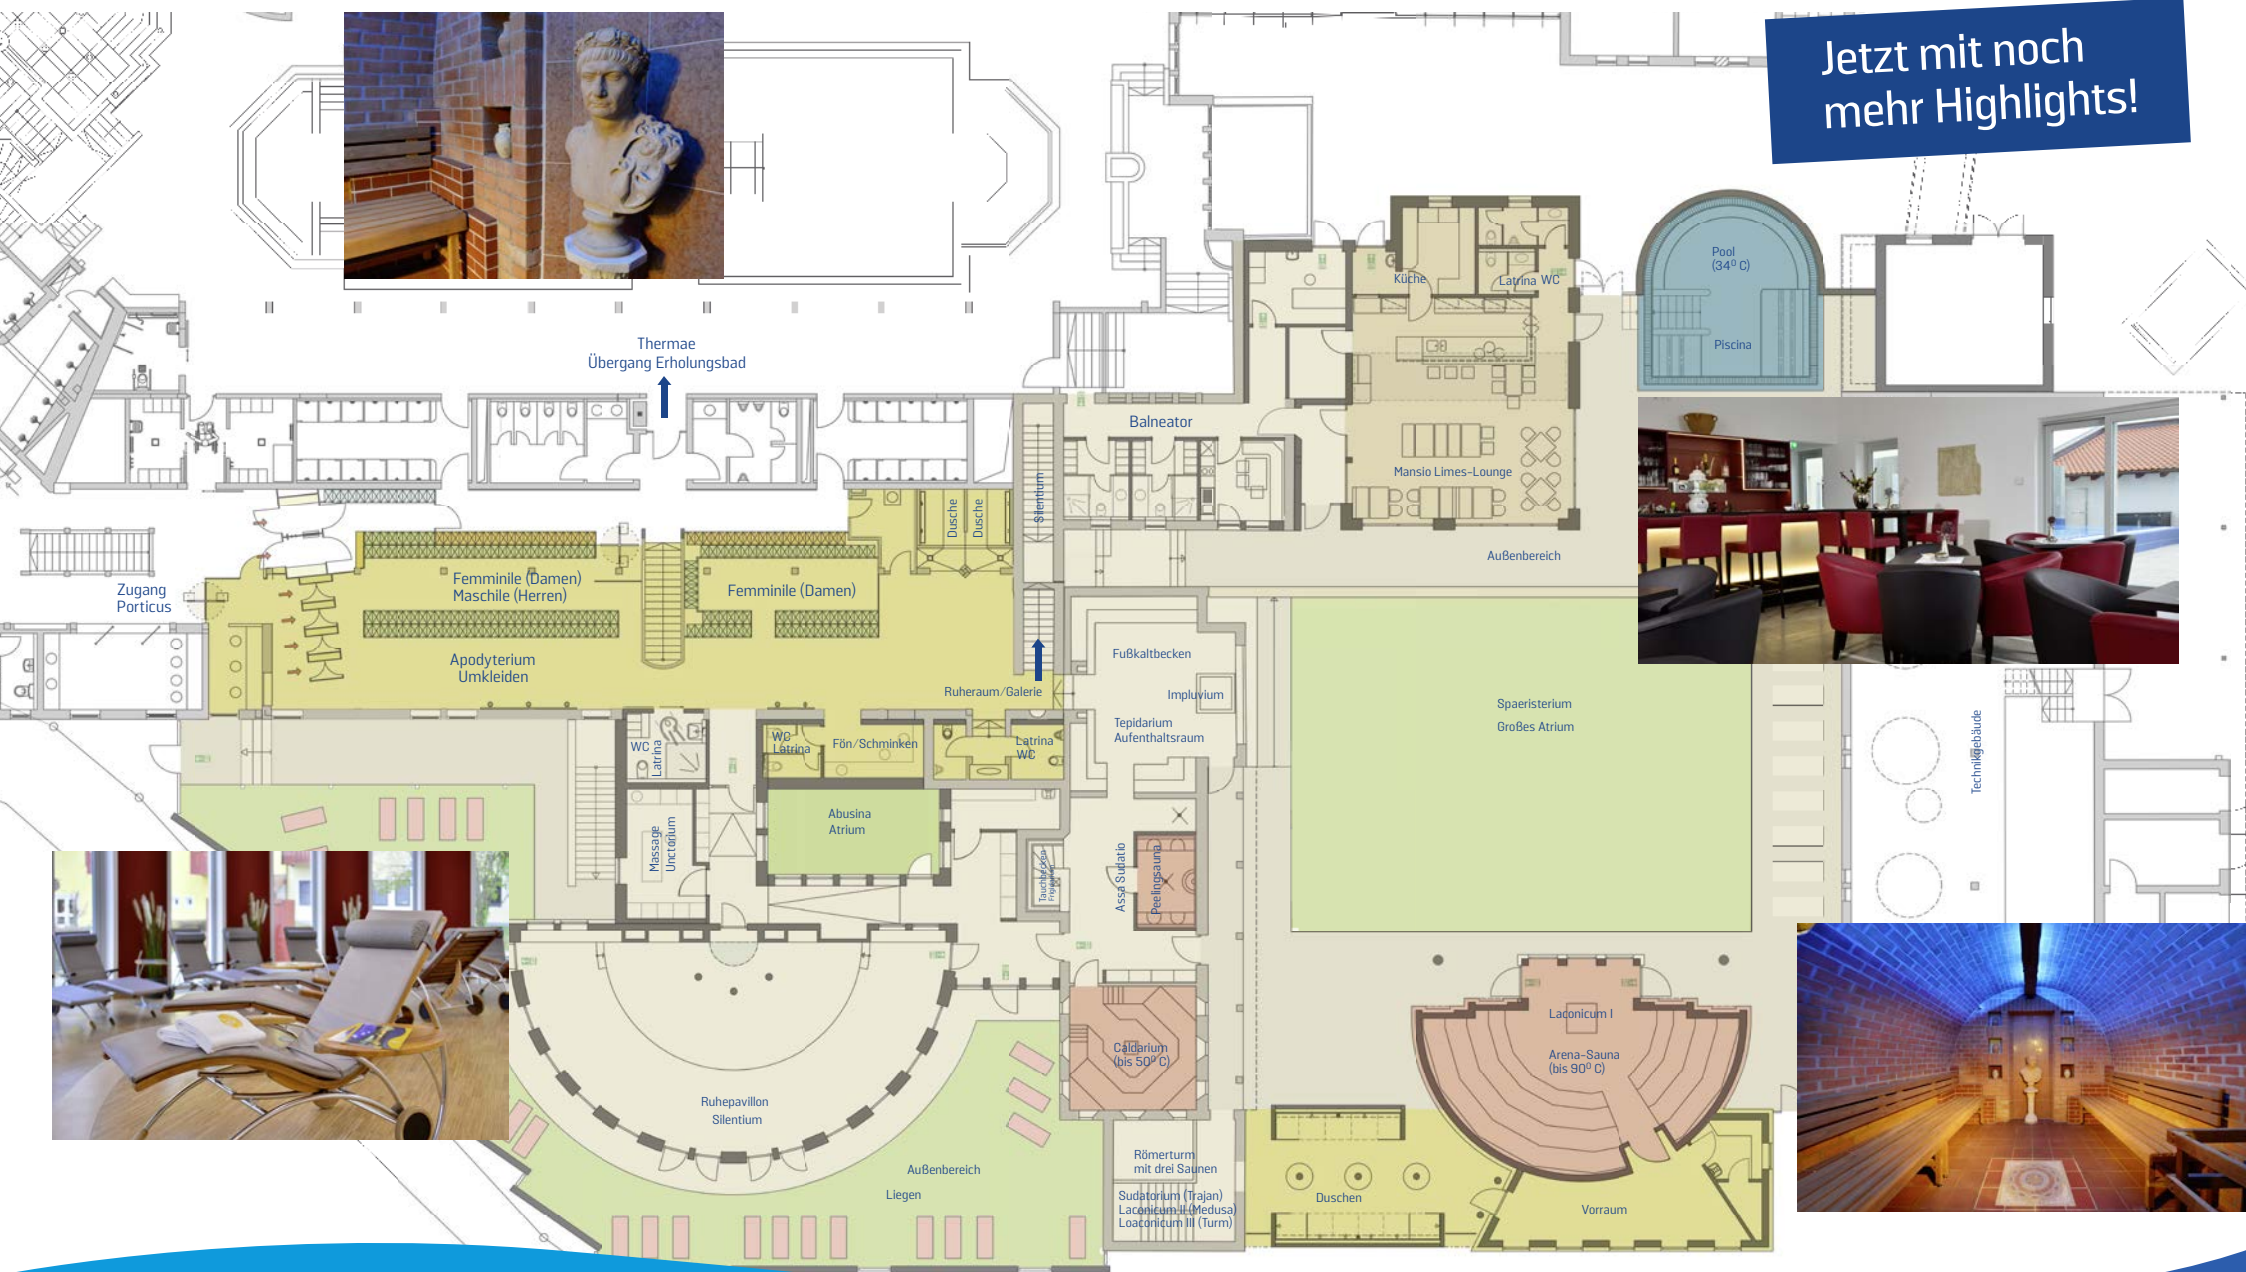 Jetzt mit noch
mehr Highlights!
Pool
(34⁰ C)
Piscina
Küche
Latrina WC
Thermae
Übergang Erholungsbad
Balneator
Mansio Limes-Lounge
Silentium
Dusche
Dusche
Außenbereich
Zugang
Porticus
Femminile (Damen)
Maschile (Herren)
Femminile (Damen)
Apodyterium
Umkleiden
Ruheraum/Galerie
Fußkaltbecken
Impluvium
Tepidarium
Aufenthaltsraum
Spaeristerium
Großes Atrium
Technikgebäude
WC
Latrina
WC
Latrina
Fön/Schminken
Latrina
WC
Abusina
Atrium
Massage
Unctorium
Tauchbecken
Assa Sudatio
Peelingsauna
Caldarium
(bis 50⁰ C)
Laconicum I
Arena-Sauna
(bis 90⁰ C)
Ruhepavillon
Silentium
Außenbereich
Liegen
Römerturm
mit drei Saunen
Sudatorium (Trajan)
Laconicum II (Medusa)
Loaconicum III (Turm)
Duschen
Vorraum